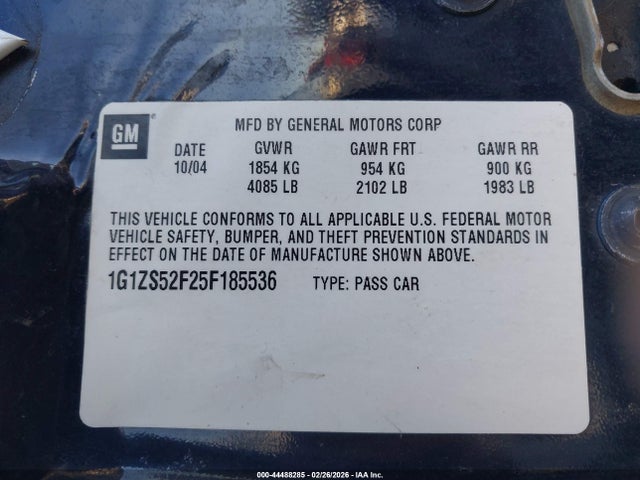 GM
MFD BY GENERAL MOTORS CORP
DATE GVWR GAWR FRT GAWR RR
10/04 1854 KG 954 KG 900 KG
4085 LB 2102 LB 1983 LB
THIS VEHICLE CONFORMS TO ALL APPLICABLE U.S. FEDERAL MOTOR
VEHICLE SAFETY, BUMPER, AND THEFT PREVENTION STANDARDS IN
EFFECT ON THE DATE OF MANUFACTURE SHOWN ABOVE.
1G1ZS52F25F185536 TYPE: PASS CAR
000-44488285 - 02/26/2026 - IAA Inc.